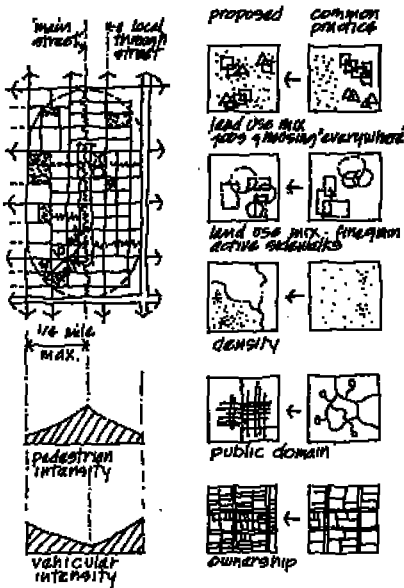 "main street"
local through street
1/4 mile max.
pedestrian intensity
vehicular intensity
proposed
common practice
land use mix
jobs & housing "everywhere"
land use mix - fine grain
active sidewalks
density
public domain
ownership